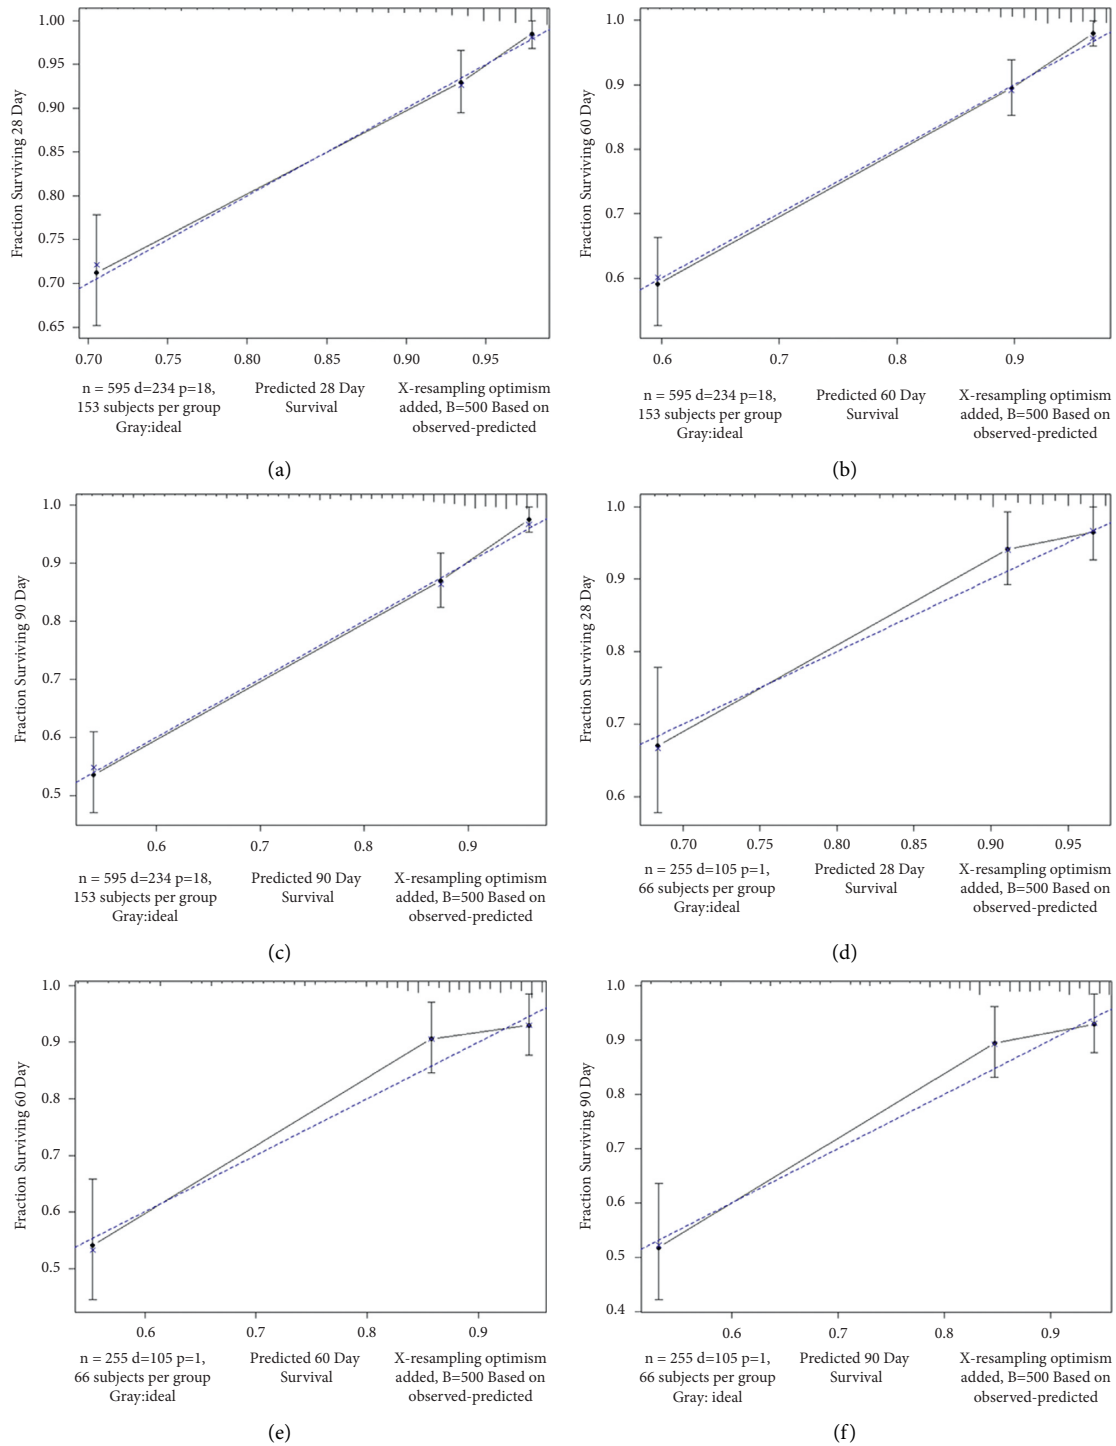 Fraction Surviving 28 Day
1.00
0.95
0.90
0.85
0.80
0.75
0.70
0.65
0.70 0.75 0.80 0.85 0.90 0.95
n = 595 d=234 p=18,
153 subjects per group
Gray:ideal
Predicted 28 Day
Survival
X-resampling optimism
added, B=500 Based on
observed-predicted
(a)
Fraction Surviving 60 Day
1.0
0.9
0.8
0.7
0.6
0.6 0.7 0.8 0.9
n = 595 d=234 p=18,
153 subjects per group
Gray:ideal
Predicted 60 Day
Survival
X-resampling optimism
added, B=500 Based on
observed-predicted
(b)
Fraction Surviving 90 Day
1.0
0.9
0.8
0.7
0.6
0.5
0.6 0.7 0.8 0.9
n = 595 d=234 p=18,
153 subjects per group
Gray:ideal
Predicted 90 Day
Survival
X-resampling optimism
added, B=500 Based on
observed-predicted
(c)
Fraction Surviving 28 Day
1.0
0.9
0.8
0.7
0.6
0.70 0.75 0.80 0.85 0.90 0.95
n = 255 d=105 p=1,
66 subjects per group
Gray:ideal
Predicted 28 Day
Survival
X-resampling optimism
added, B=500 Based on
observed-predicted
(d)
Fraction Surviving 60 Day
1.0
0.9
0.8
0.7
0.6
0.5
0.6 0.7 0.8 0.9
n = 255 d=105 p=1,
66 subjects per group
Gray:ideal
Predicted 60 Day
Survival
X-resampling optimism
added, B=500 Based on
observed-predicted
(e)
Fraction Surviving 90 Day
1.0
0.9
0.8
0.7
0.6
0.5
0.4
0.6 0.7 0.8 0.9
n = 255 d=105 p=1,
66 subjects per group
Gray: ideal
Predicted 90 Day
Survival
X-resampling optimism
added, B=500 Based on
observed-predicted
(f)